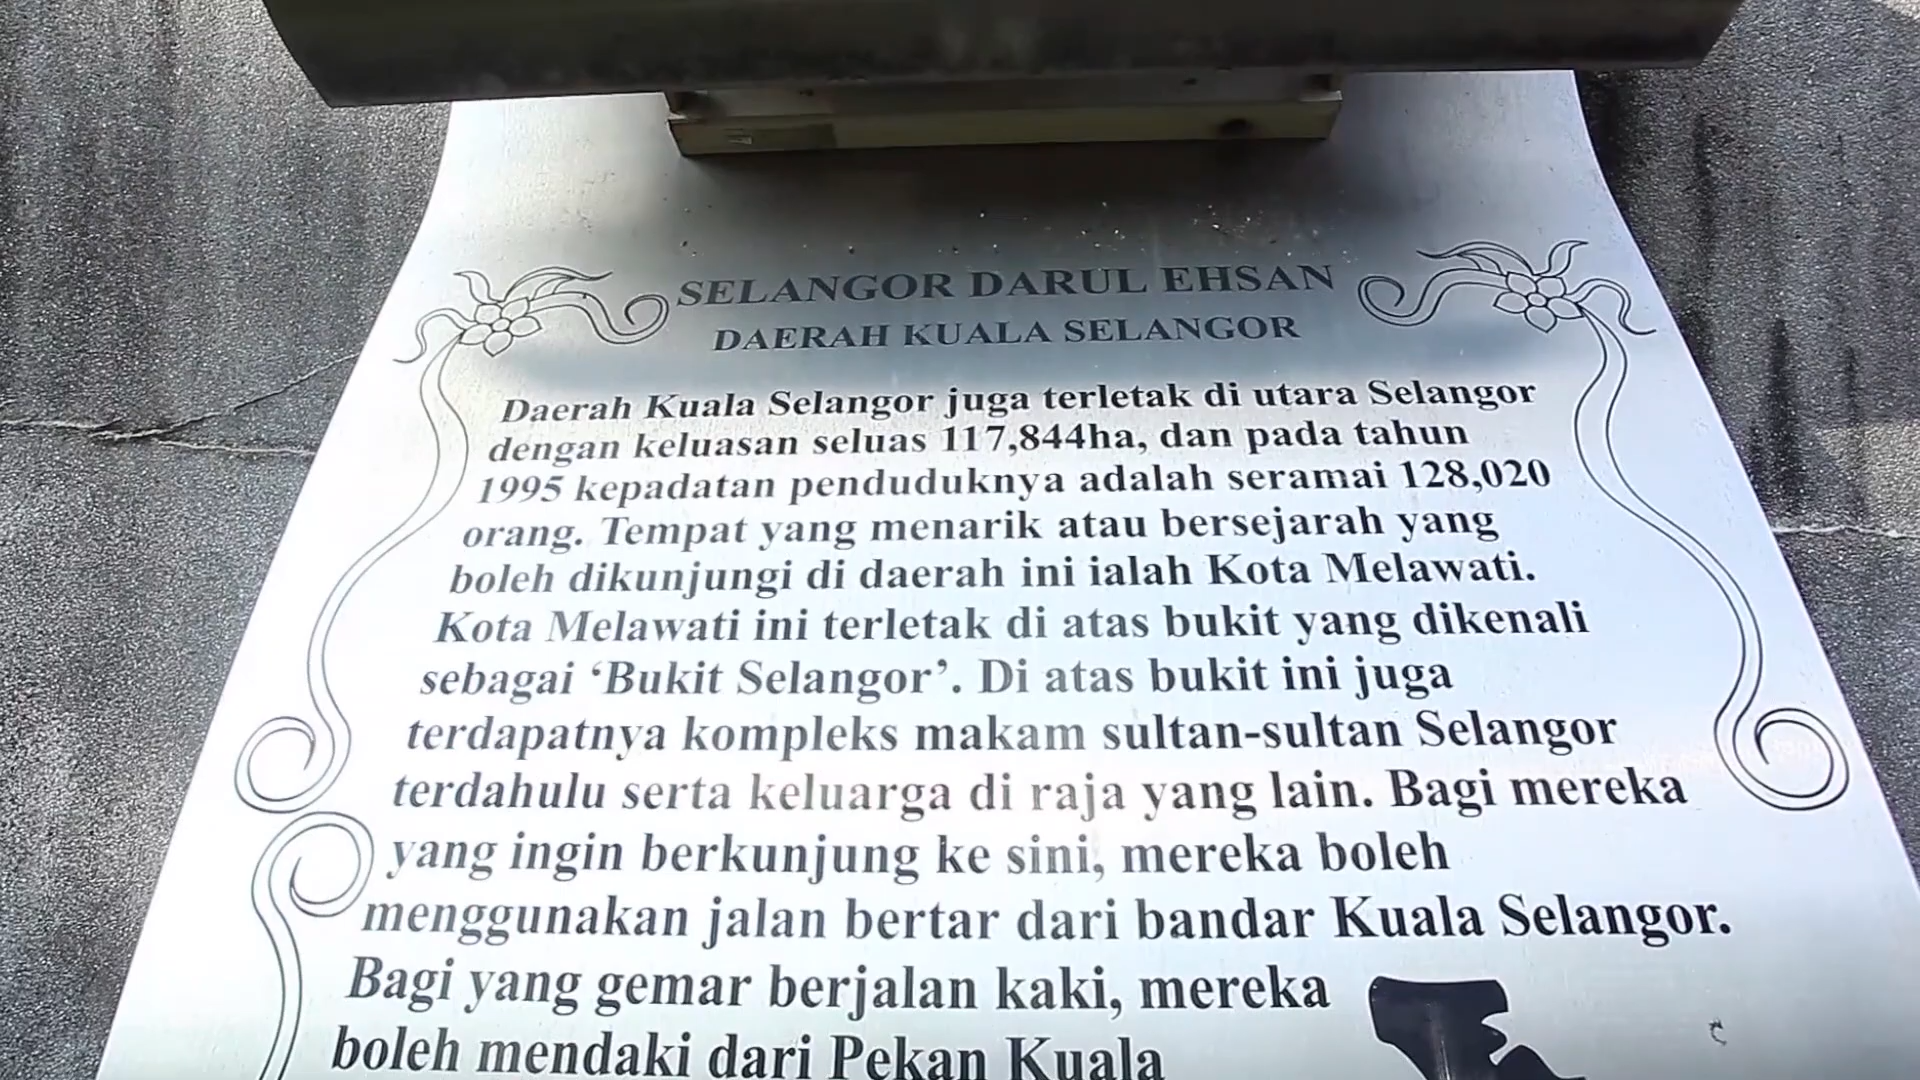 SELANGOR DARUL EHSAN
DAERAH KUALA SELANGOR
Daerah Kuala Selangor juga terletak di utara Selangor
dengan keluasan seluas 117,844ha, dan pada tahun
1995 kepadatan penduduknya adalah seramai 128,020
orang. Tempat yang menarik atau bersejarah yang
boleh dikunjungi di daerah ini ialah Kota Melawati.
Kota Melawati ini terletak di atas bukit yang dikenali
sebagai ‘Bukit Selangor’. Di atas bukit ini juga
terdapatnya kompleks makam sultan-sultan Selangor
terdahulu serta keluarga di raja yang lain. Bagi mereka
yang ingin berkunjung ke sini, mereka boleh
menggunakan jalan bertar dari bandar Kuala Selangor.
Bagi yang gemar berjalan kaki, mereka
boleh mendaki dari Pekan Kuala